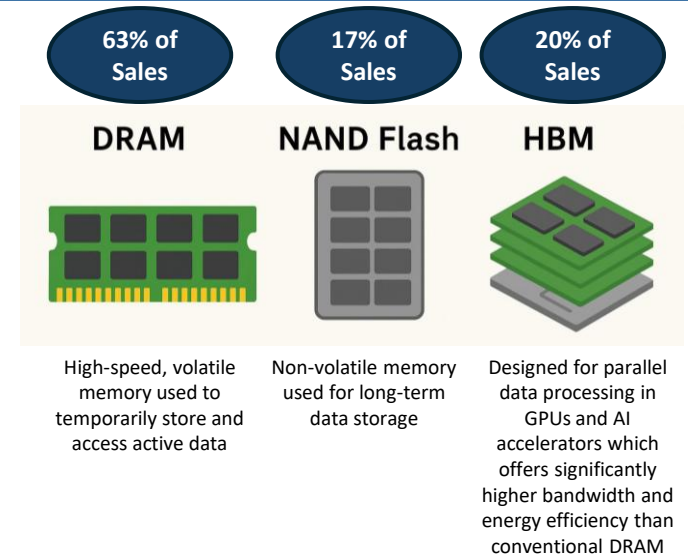 63% of
Sales
17% of
Sales
20% of
Sales
DRAM
NAND Flash
HBM
High-speed, volatile
memory used to
temporarily store and
access active data
Non-volatile memory
used for long-term
data storage
Designed for parallel
data processing in
GPUs and AI
accelerators which
offers significantly
higher bandwidth and
energy efficiency than
conventional DRAM